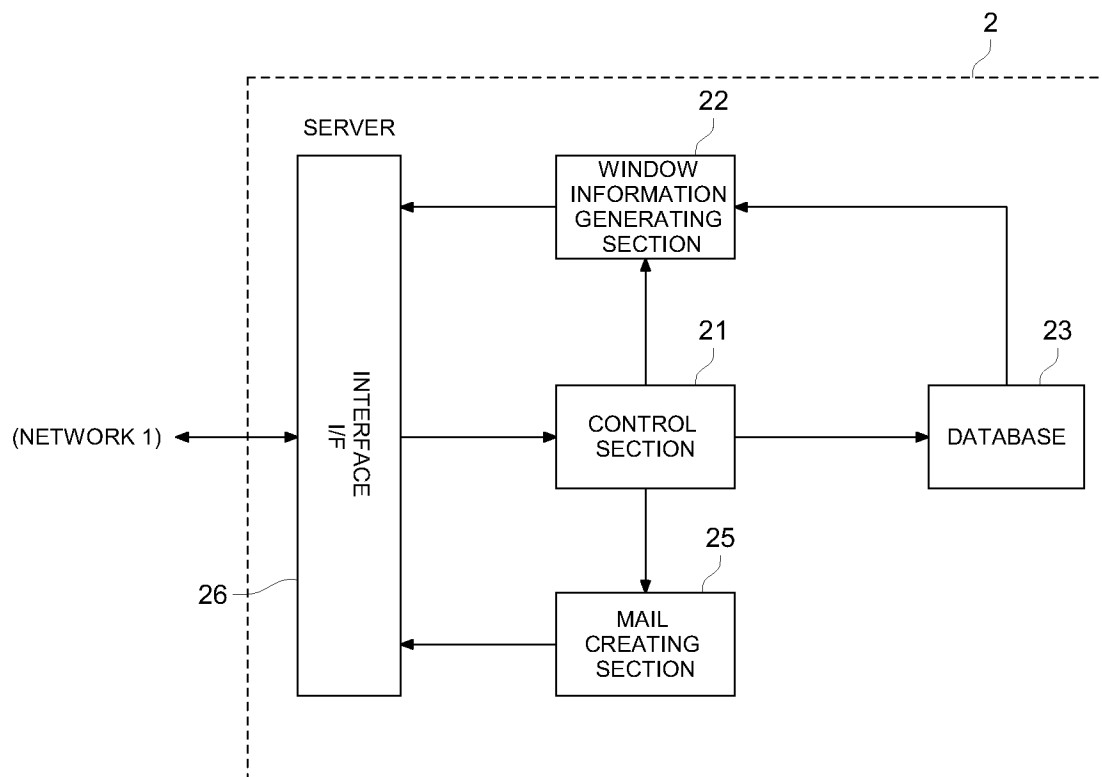 2
SERVER
22
WINDOW
INFORMATION
GENERATING
SECTION
21
23
INTERFACE
I/F
(NETWORK 1)
CONTROL
SECTION
DATABASE
25
26
MAIL
CREATING
SECTION